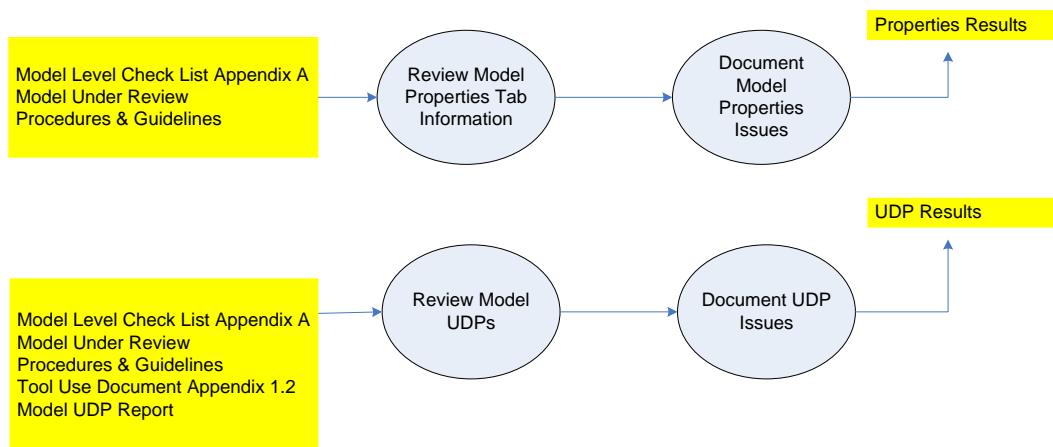 Properties Results
Model Level Check List Appendix A
Model Under Review
Procedures & Guidelines
Review Model
Properties Tab
Information
Document
Model
Properties
Issues
UDP Results
Model Level Check List Appendix A
Model Under Review
Procedures & Guidelines
Tool Use Document Appendix 1.2
Model UDP Report
Review Model
UDPs
Document UDP
Issues